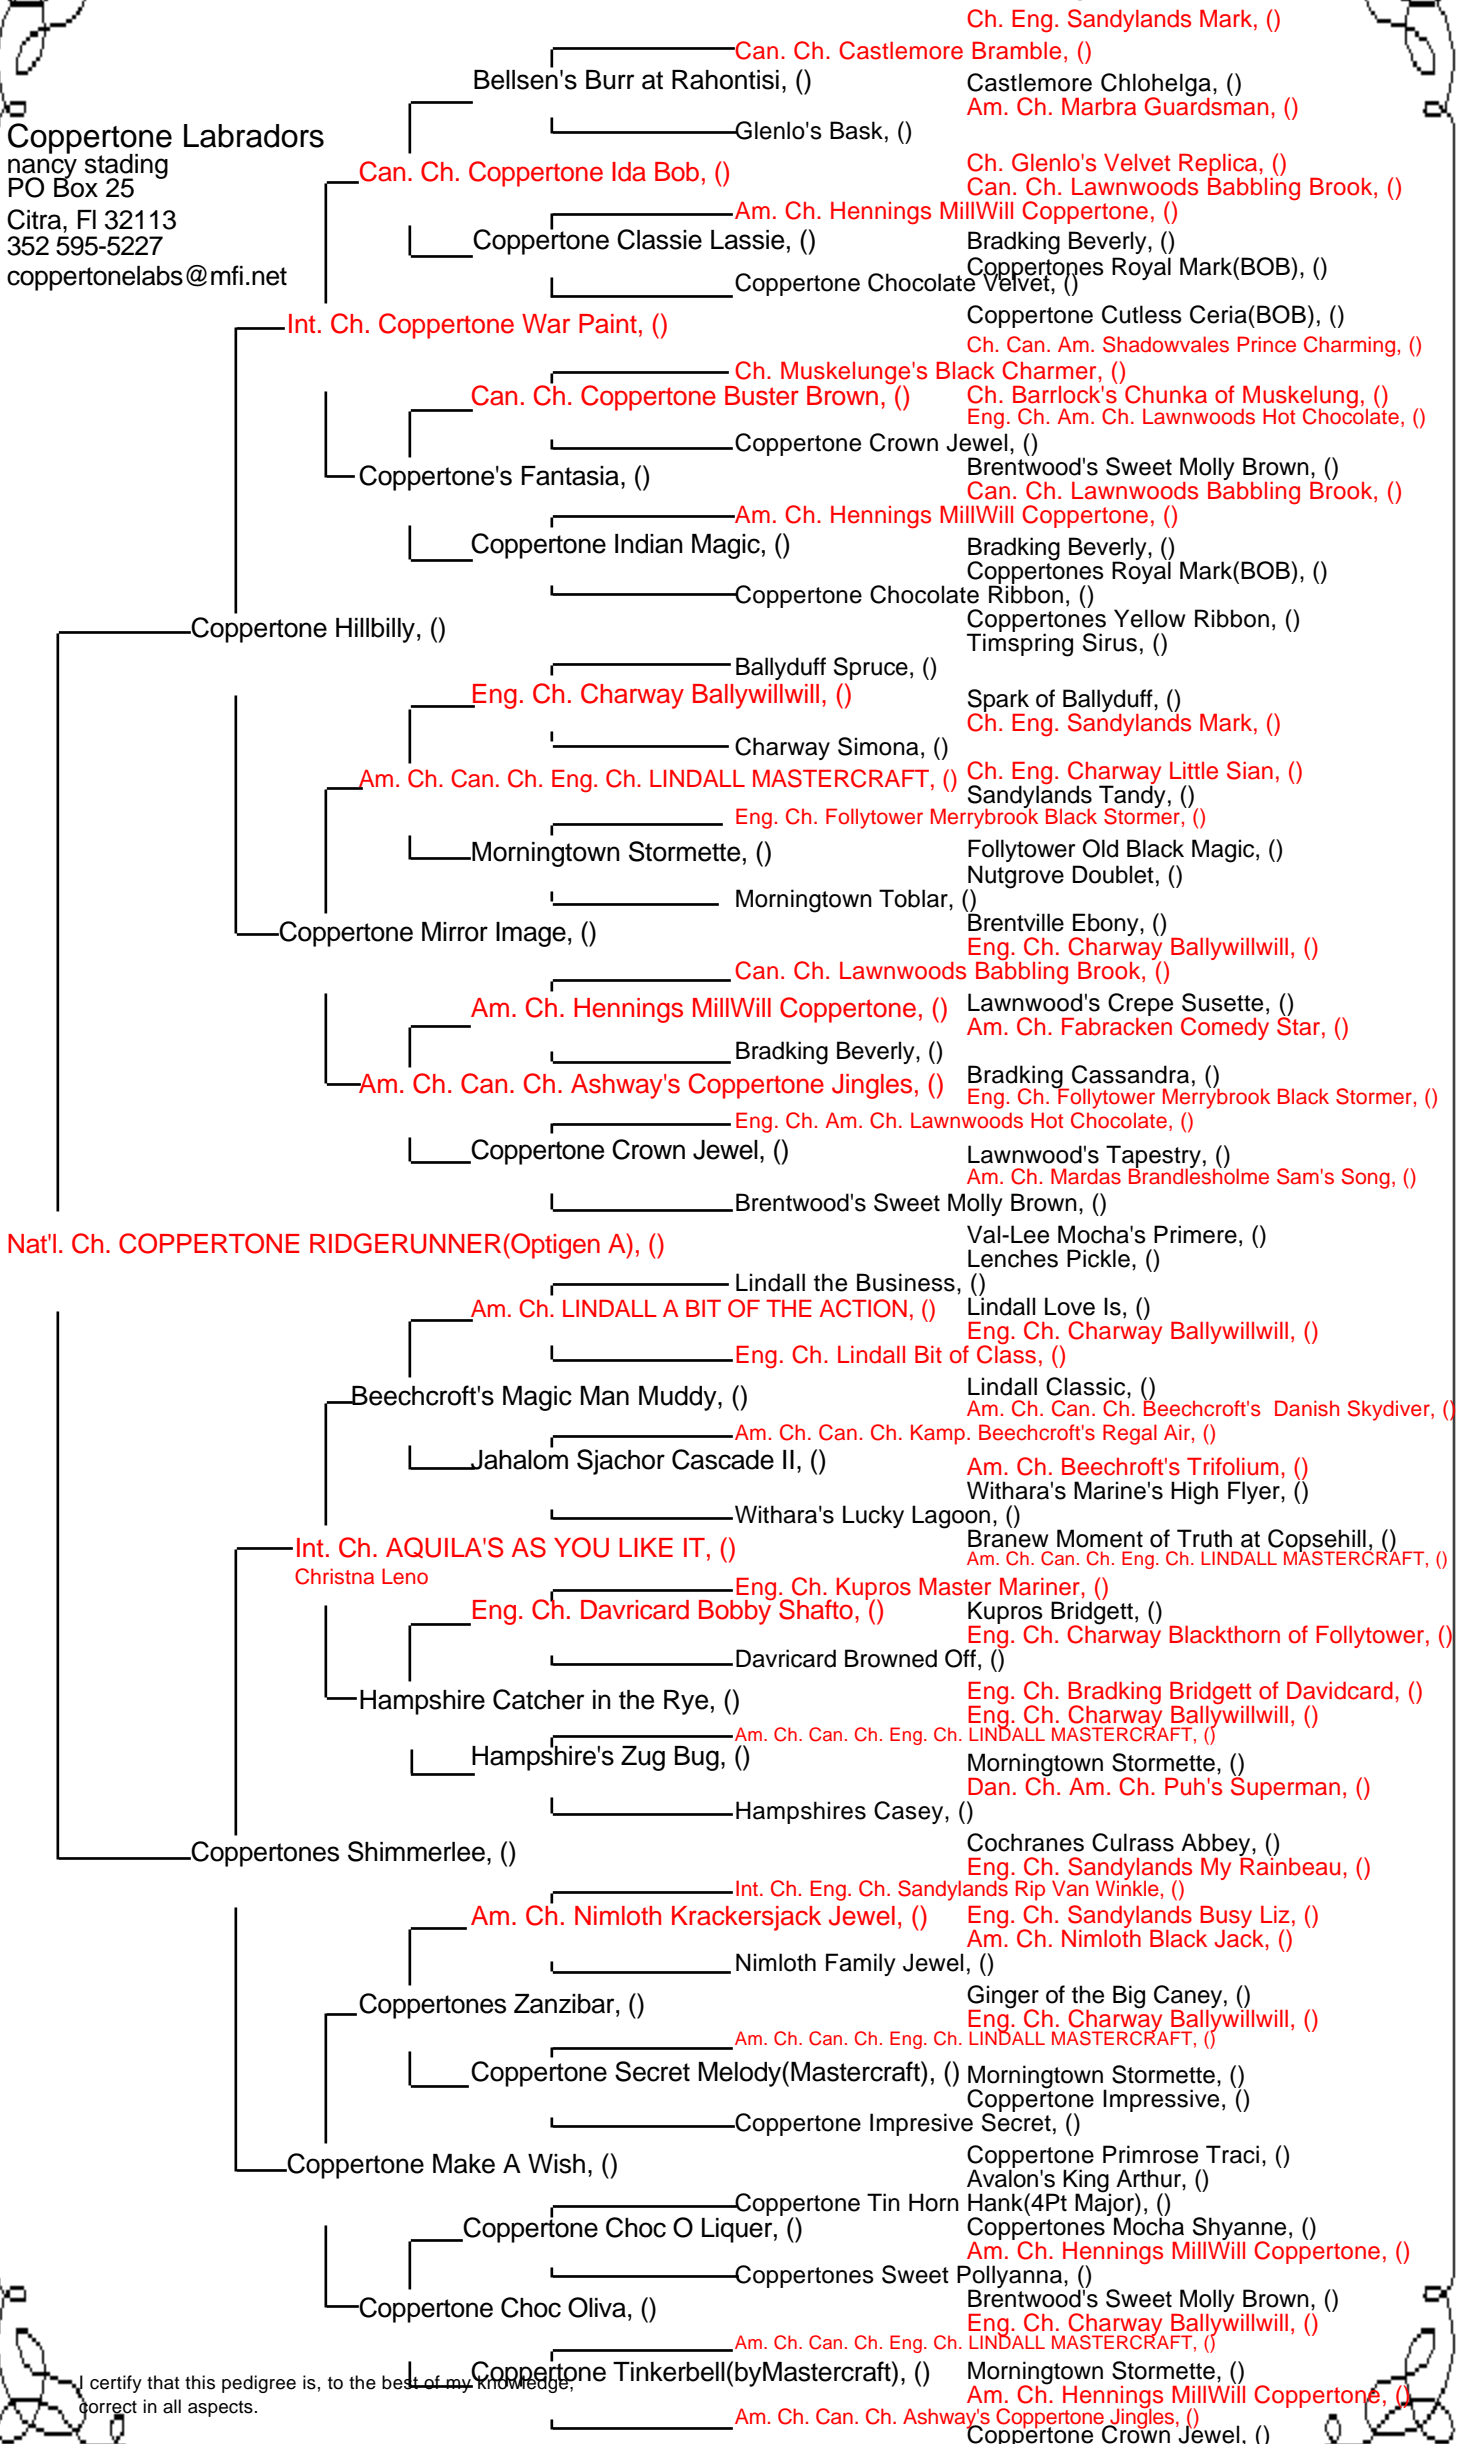 Ch. Eng. Sandylands Mark, ()
Can. Ch. Castlemore Bramble, ()
Bellsen's Burr at Rahontisi, ()
Castlemore Chlohelga, ()
Am. Ch. Marbra Guardsman, ()
Glenlo's Bask, ()
Coppertone Labradors
nancy stading
PO Box 25
Citra, Fl 32113
352 595-5227
coppertonelabs@mfi.net
Ch. Glenlo's Velvet Replica, ()
Can. Ch. Coppertone Ida Bob, ()
Can. Ch. Lawnwoods Babbling Brook, ()
Am. Ch. Hennings MillWill Coppertone, ()
Coppertone Classie Lassie, ()
Bradking Beverly, ()
Coppertones Royal Mark(BOB), ()
Coppertone Chocolate Velvet, ()
Coppertone Cutless Ceria(BOB), ()
Int. Ch. Coppertone War Paint, ()
Ch. Can. Am. Shadowvales Prince Charming, ()
Ch. Muskelunge's Black Charmer, ()
Can. Ch. Coppertone Buster Brown, ()
Ch. Barrlock's Chunka of Muskelung, ()
Eng. Ch. Am. Ch. Lawnwoods Hot Chocolate, ()
Coppertone Crown Jewel, ()
Brentwood's Sweet Molly Brown, ()
Coppertone's Fantasia, ()
Can. Ch. Lawnwoods Babbling Brook, ()
Am. Ch. Hennings MillWill Coppertone, ()
Coppertone Indian Magic, ()
Bradking Beverly, ()
Coppertones Royal Mark(BOB), ()
Coppertone Chocolate Ribbon, ()
Coppertones Yellow Ribbon, ()
Coppertone Hillbilly, ()
Timspring Sirus, ()
Ballyduff Spruce, ()
Eng. Ch. Charway Ballywillwill, ()
Spark of Ballyduff, ()
Ch. Eng. Sandylands Mark, ()
Charway Simona, ()
Ch. Eng. Charway Little Sian, ()
Am. Ch. Can. Ch. Eng. Ch. LINDALL MASTERCRAFT, ()
Sandylands Tandy, ()
Eng. Ch. Follytower Merrybrook Black Stormer, ()
Morningtown Stormette, ()
Follytower Old Black Magic, ()
Nutgrove Doublet, ()
Morningtown Toblar, ()
Brentville Ebony, ()
Coppertone Mirror Image, ()
Eng. Ch. Charway Ballywillwill, ()
Can. Ch. Lawnwoods Babbling Brook, ()
Am. Ch. Hennings MillWill Coppertone, ()
Lawnwood's Crepe Susette, ()
Am. Ch. Fabracken Comedy Star, ()
Bradking Beverly, ()
Bradking Cassandra, ()
Am. Ch. Can. Ch. Ashway's Coppertone Jingles, ()
Eng. Ch. Follytower Merrybrook Black Stormer, ()
Eng. Ch. Am. Ch. Lawnwoods Hot Chocolate, ()
Coppertone Crown Jewel, ()
Lawnwood's Tapestry, ()
Am. Ch. Mardas Brandlesholme Sam's Song, ()
Brentwood's Sweet Molly Brown, ()
Val-Lee Mocha's Primere, ()
Nat'l. Ch. COPPERTONE RIDGERUNNER(Optigen A), ()
Lenches Pickle, ()
Lindall the Business, ()
Am. Ch. LINDALL A BIT OF THE ACTION, ()
Lindall Love Is, ()
Eng. Ch. Charway Ballywillwill, ()
Eng. Ch. Lindall Bit of Class, ()
Lindall Classic, ()
Beechcroft's Magic Man Muddy, ()
Am. Ch. Can. Ch. Beechcroft's  Danish Skydiver, ()
Am. Ch. Can. Ch. Kamp. Beechcroft's Regal Air, ()
Jahalom Sjachor Cascade II, ()
Am. Ch. Beechroft's Trifolium, ()
Withara's Marine's High Flyer, ()
Withara's Lucky Lagoon, ()
Branew Moment of Truth at Copsehill, ()
Int. Ch. AQUILA'S AS YOU LIKE IT, ()
Am. Ch. Can. Ch. Eng. Ch. LINDALL MASTERCRAFT, ()
Christna Leno
Eng. Ch. Kupros Master Mariner, ()
Eng. Ch. Davricard Bobby Shafto, ()
Kupros Bridgett, ()
Eng. Ch. Charway Blackthorn of Follytower, ()
Davricard Browned Off, ()
Eng. Ch. Bradking Bridgett of Davidcard, ()
Hampshire Catcher in the Rye, ()
Eng. Ch. Charway Ballywillwill, ()
Am. Ch. Can. Ch. Eng. Ch. LINDALL MASTERCRAFT, ()
Hampshire's Zug Bug, ()
Morningtown Stormette, ()
Dan. Ch. Am. Ch. Puh's Superman, ()
Hampshires Casey, ()
Cochranes Culrass Abbey, ()
Coppertones Shimmerlee, ()
Eng. Ch. Sandylands My Rainbeau, ()
Int. Ch. Eng. Ch. Sandylands Rip Van Winkle, ()
Am. Ch. Nimloth Krackersjack Jewel, ()
Eng. Ch. Sandylands Busy Liz, ()
Am. Ch. Nimloth Black Jack, ()
Nimloth Family Jewel, ()
Ginger of the Big Caney, ()
Coppertones Zanzibar, ()
Eng. Ch. Charway Ballywillwill, ()
Am. Ch. Can. Ch. Eng. Ch. LINDALL MASTERCRAFT, ()
Coppertone Secret Melody(Mastercraft), ()
Morningtown Stormette, ()
Coppertone Impressive, ()
Coppertone Impresive Secret, ()
Coppertone Primrose Traci, ()
Coppertone Make A Wish, ()
Avalon's King Arthur, ()
Coppertone Tin Horn Hank(4Pt Major), ()
Coppertone Choc O Liquer, ()
Coppertones Mocha Shyanne, ()
Am. Ch. Hennings MillWill Coppertone, ()
Coppertones Sweet Pollyanna, ()
Brentwood's Sweet Molly Brown, ()
Coppertone Choc Oliva, ()
Eng. Ch. Charway Ballywillwill, ()
Am. Ch. Can. Ch. Eng. Ch. LINDALL MASTERCRAFT, ()
Coppertone Tinkerbell(byMastercraft), ()
Morningtown Stormette, ()
I certify that this pedigree is, to the best of my knowledge,
correct in all aspects.
Am. Ch. Hennings MillWill Coppertone, ()
Am. Ch. Can. Ch. Ashway's Coppertone Jingles, ()
Coppertone Crown Jewel, ()